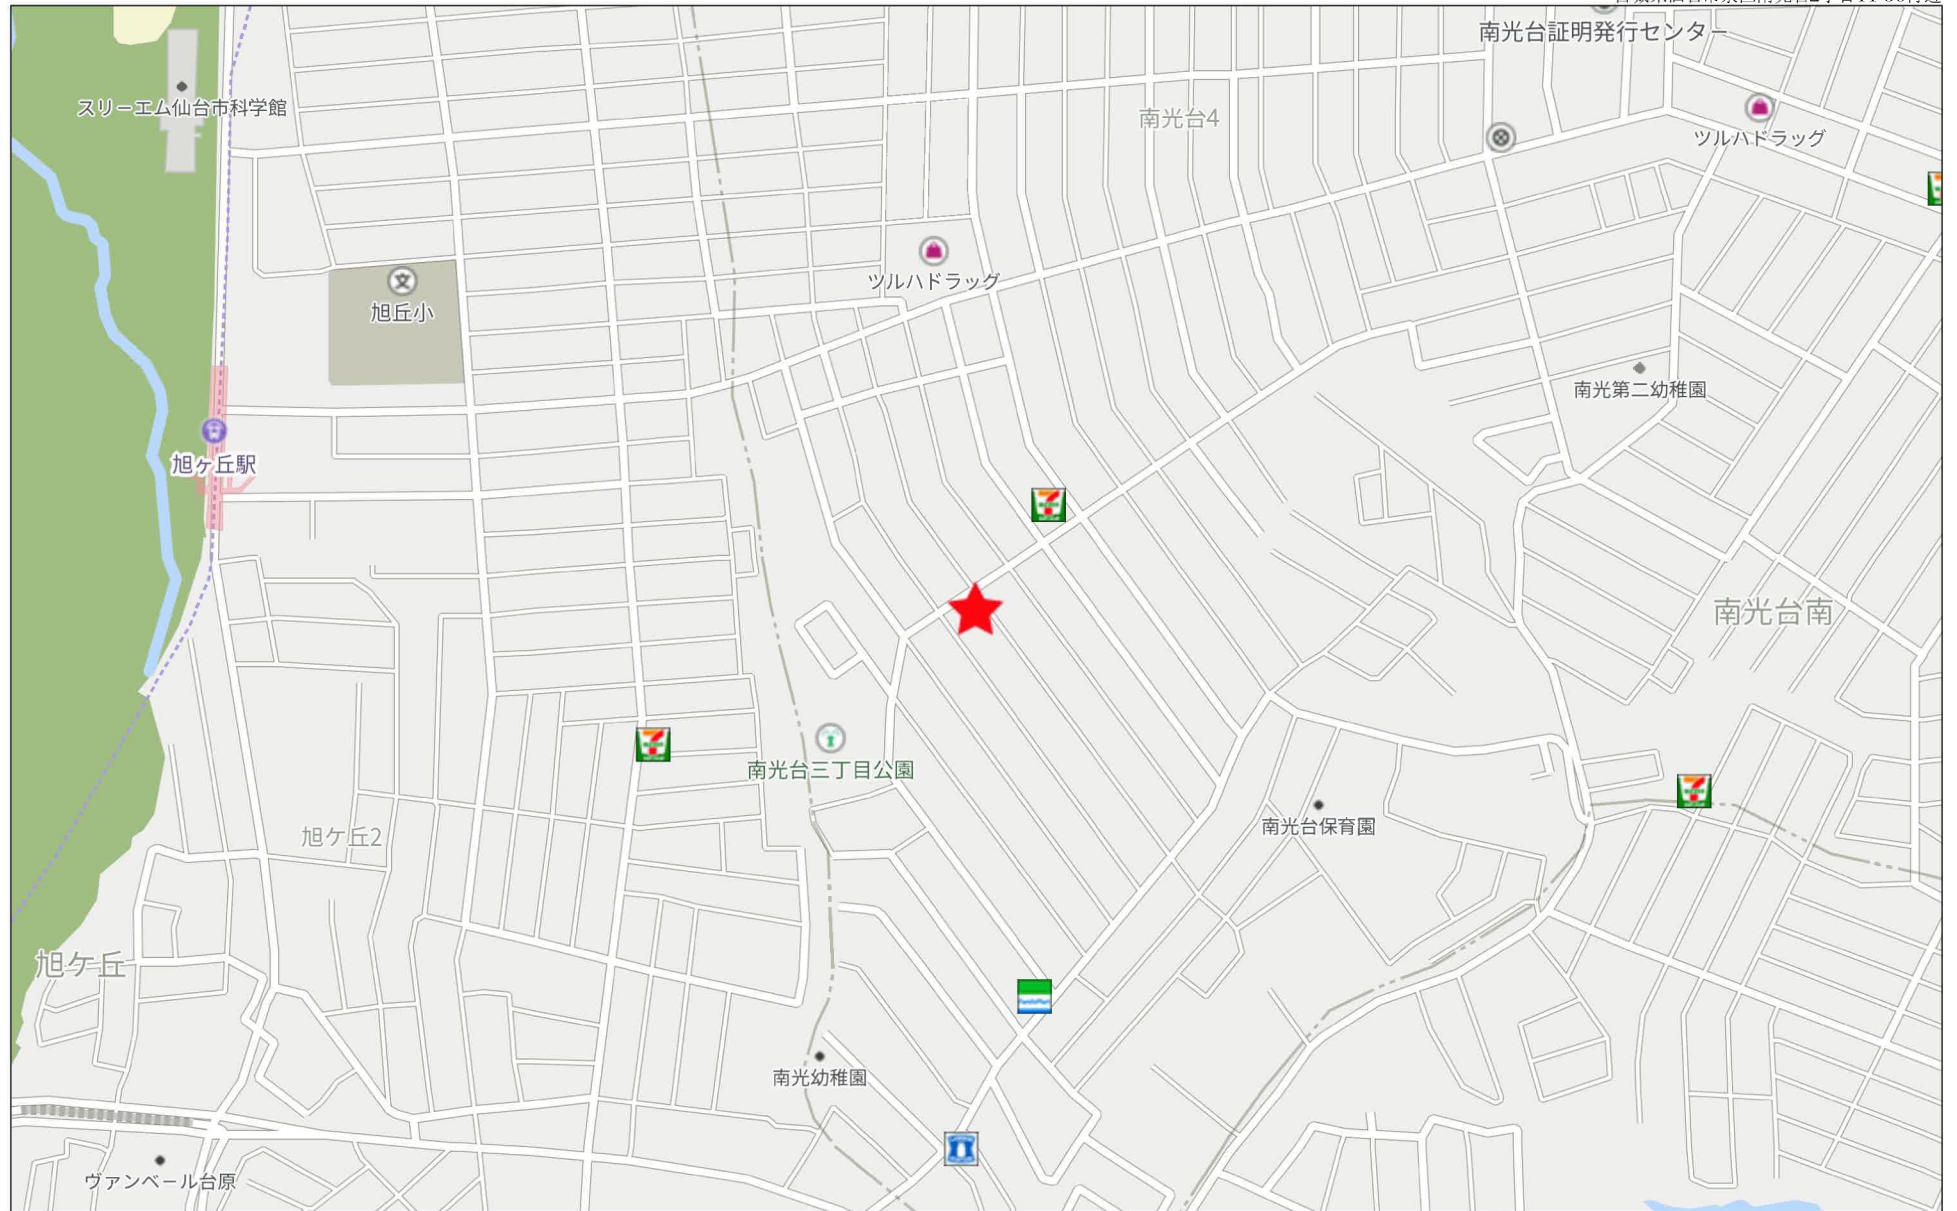 南光台証明発行センター
スリーエム仙台市科学館
南光台4
ツルハドラッグ
ツルハドラッグ
旭丘小
南光第二幼稚園
旭ヶ丘駅
南光台南
南光台三丁目公園
南光台保育園
旭ケ丘2
旭ケ丘
FamilyMart
南光幼稚園
ヴァンベール台原